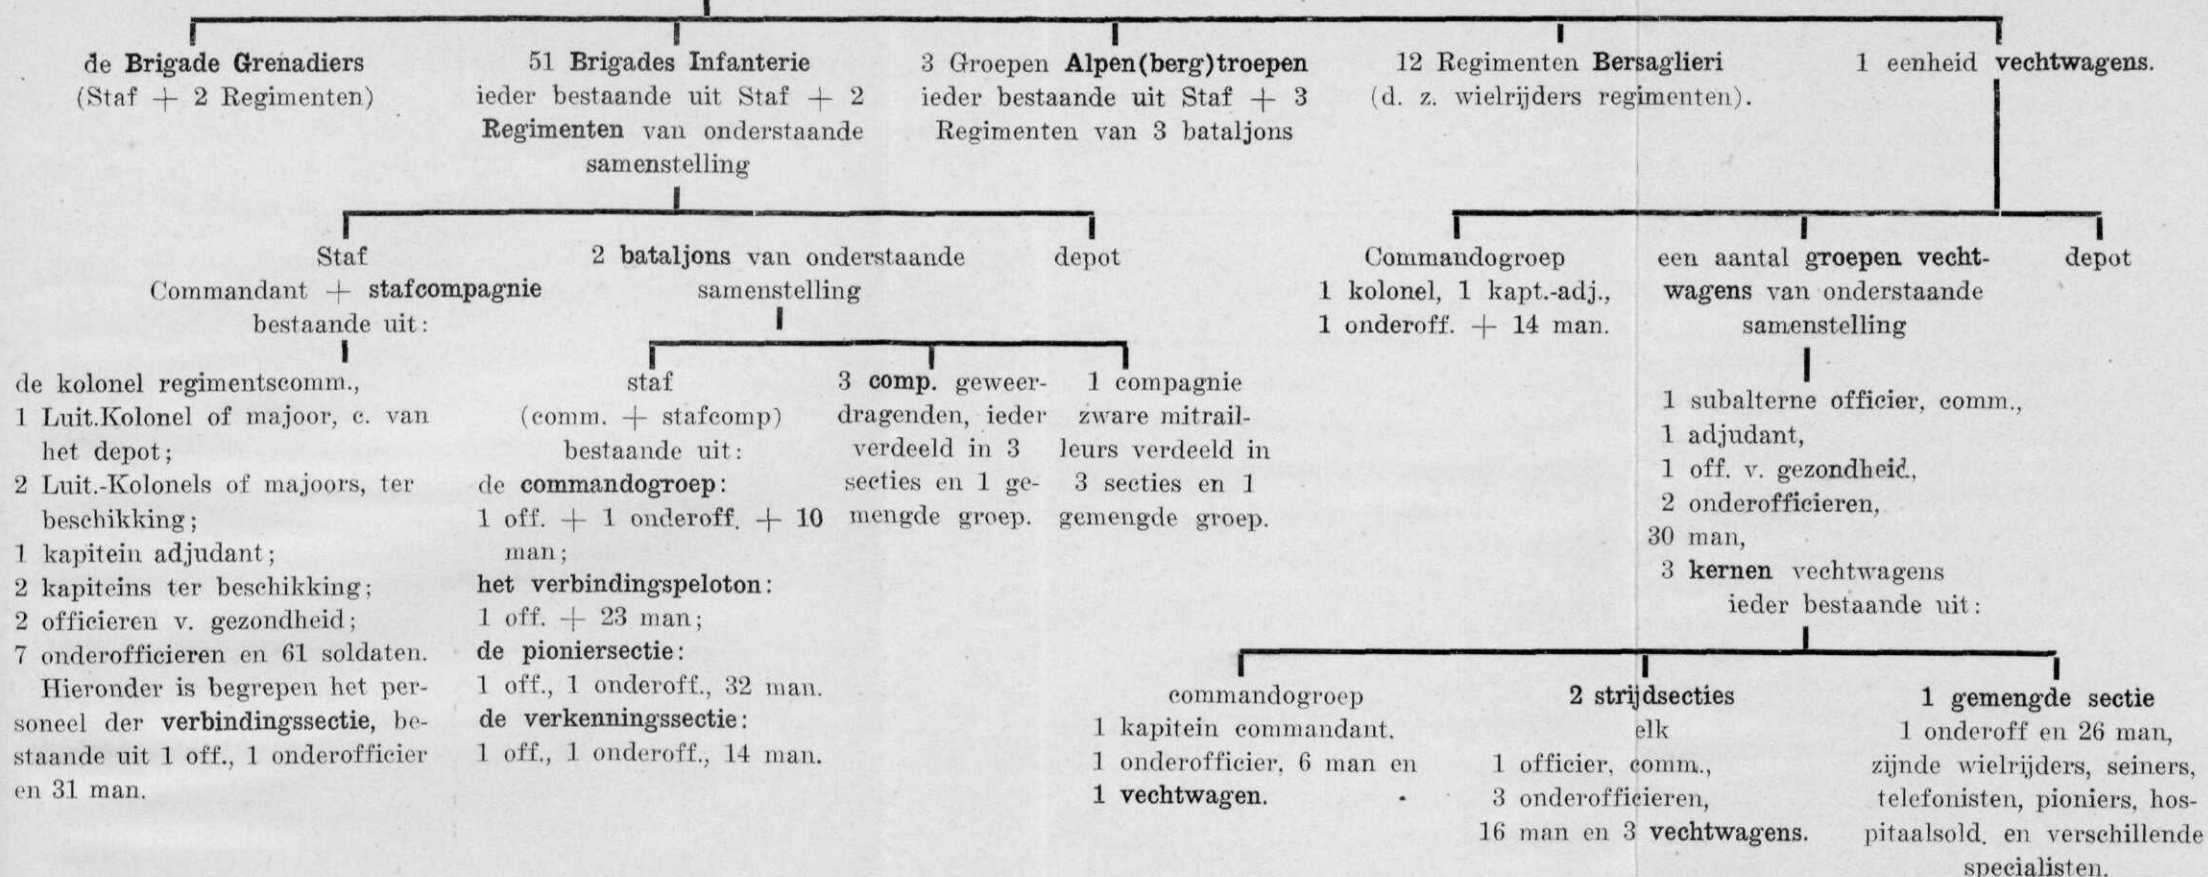 de Brigade Grenadiers
(Staf + 2 Regimenten)
51 Brigades Infanterie
ieder bestaande uit Staf + 2
Regimenten van onderstaande
samenstelling
3 Groepen Alpen(berg)troepen
ieder bestaande uit Staf + 3
Regimenten van 3 bataljons
12 Regimenten Bersaglieri
(d. z. wielrijders regimenten).
1 eenheid vechtwagens.
Staf
Commandant + stafcompagnie
bestaande uit:
2 bataljons van onderstaande
samenstelling
depot
Commandogroep
1 kolonel, 1 kapt.-adj.,
1 onderoff. + 14 man.
een aantal groepen vecht-
wagens van onderstaande
samenstelling
depot
de kolonel regimentscomm.,
1 Luit.Kolonel of majoor, c. van
het depot;
2 Luit.-Kolonels of majoors, ter
beschikking;
1 kapitein adjudant;
2 kapiteins ter beschikking;
2 officieren v. gezondheid;
7 onderofficieren en 61 soldaten.
Hieronder is begrepen het per-
soneel der verbindingssectie, be-
staande uit 1 off., 1 onderofficier
en 31 man.
staf
(comm. + stafcomp)
bestaande uit:
de commandogroep:
1 off. + 1 onderoff. + 10
man;
het verbindingspeloton:
1 off. + 23 man;
de pioniersectie:
1 off., 1 onderoff., 32 man.
de verkenningssectie:
1 off., 1 onderoff., 14 man.
3 comp. geweer-
dragenden, ieder
verdeeld in 3
secties en 1 ge-
mengde groep.
1 compagnie
zware mitrail-
leurs verdeeld in
3 secties en 1
gemengde groep.
1 subalterne officier, comm.,
1 adjudant,
1 off. v. gezondheid,
2 onderofficieren,
30 man,
3 kernen vechtwagens
ieder bestaande uit:
commandogroep
1 kapitein commandant.
1 onderofficier, 6 man en
1 vechtwagen.
2 strijdsecties
elk
1 officier, comm.,
3 onderofficieren,
16 man en 3 vechtwagens.
1 gemengde sectie
1 onderoff en 26 man,
zijnde wielrijders, seiners,
telefonisten, pioniers, hos-
pitaalsold. en verschillende
specialisten.